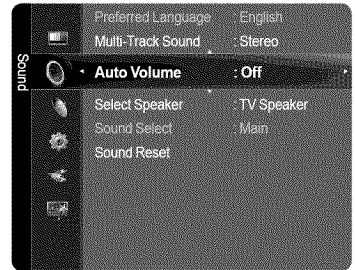 Sound
Preferred Language : English
Multi-Track Sound : Stereo
Auto Volume : Off
Select Speaker : TV Speaker
Sound Select : Main
Sound Reset